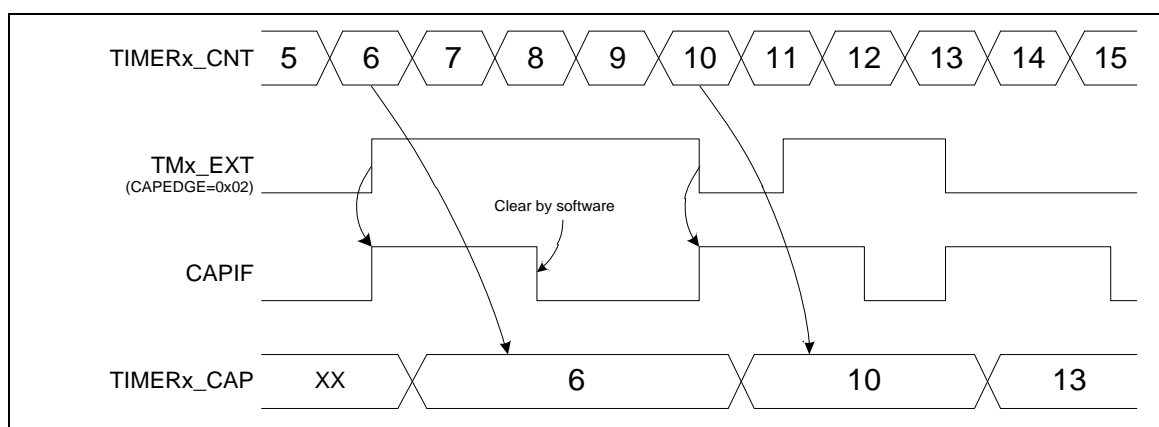 TIMERx_CNT 5 6 7 8 9 10 11 12 13 14 15
TMx_EXT
(CAPEDGE=0x02)
Clear by software
CAPIF
TIMERx_CAP XX 6 10 13